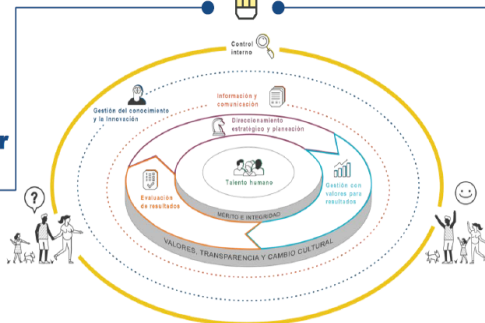 Control
interno
Gestión del conocimiento
y la innovación
Información y
comunicación
Direccionamiento
estratégico y planeación
r
Talento humano
Evaluación
de resultados
Gestión con
valores para
resultados
MÉRITO E INTEGRIDAD
VALORES, TRANSPARENCIA Y CAMBIO CULTURAL
?